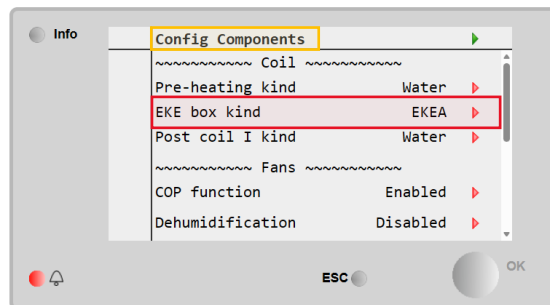 Info
Config Components
~~~~~~~~~~~ Coil ~~~~~~~~~~~
Pre-heating kind Water
EKE box kind EKEA
Post coil I kind Water
~~~~~~~~~~~ Fans ~~~~~~~~~~~
COP function Enabled
Dehumidification Disabled
ESC
OK